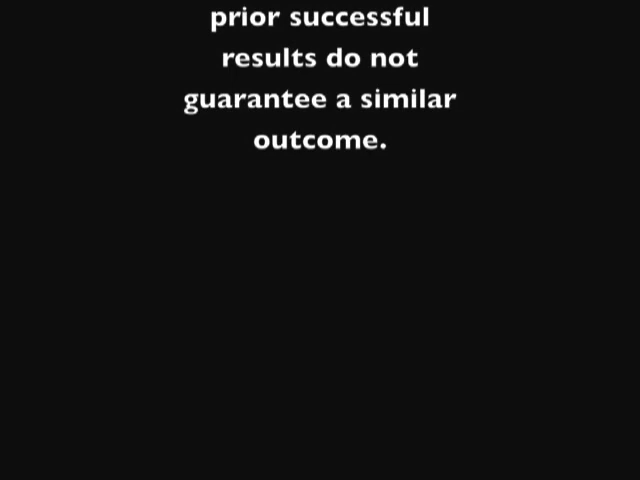 prior successful
results do not
guarantee a similar
outcome.